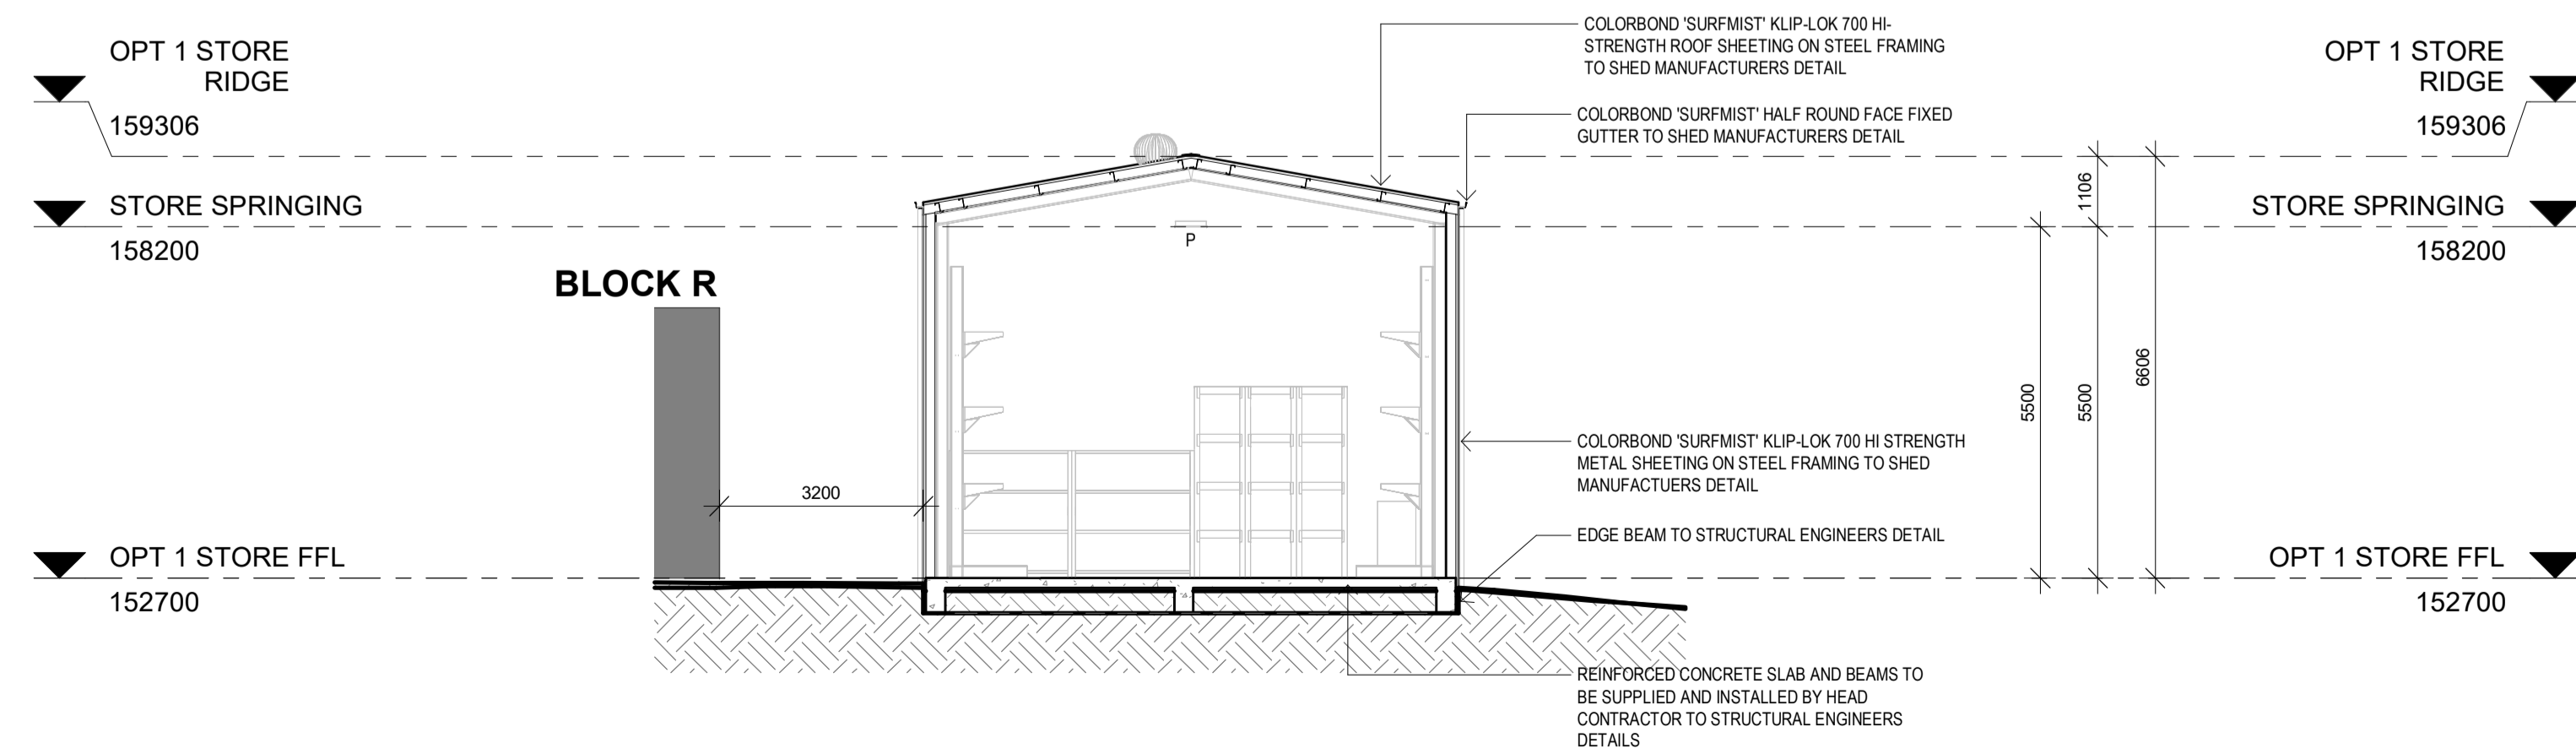 OPT 1 STORE
RIDGE
159306
STORE SPRINGING
158200
BLOCK R
3200
OPT 1 STORE FFL
152700
P
COLORBOND 'SURFMIST' KLIP-LOK 700 HI-
STRENGTH ROOF SHEETING ON STEEL FRAMING
TO SHED MANUFACTURERS DETAIL
COLORBOND 'SURFMIST' HALF ROUND FACE FIXED
GUTTER TO SHED MANUFACTURERS DETAIL
COLORBOND 'SURFMIST' KLIP-LOK 700 HI STRENGTH
METAL SHEETING ON STEEL FRAMING TO SHED
MANUFACTUERS DETAIL
EDGE BEAM TO STRUCTURAL ENGINEERS DETAIL
REINFORCED CONCRETE SLAB AND BEAMS TO
BE SUPPLIED AND INSTALLED BY HEAD
CONTRACTOR TO STRUCTURAL ENGINEERS
DETAILS
5500
1106
5500
6606
OPT 1 STORE
RIDGE
159306
STORE SPRINGING
158200
OPT 1 STORE FFL
152700